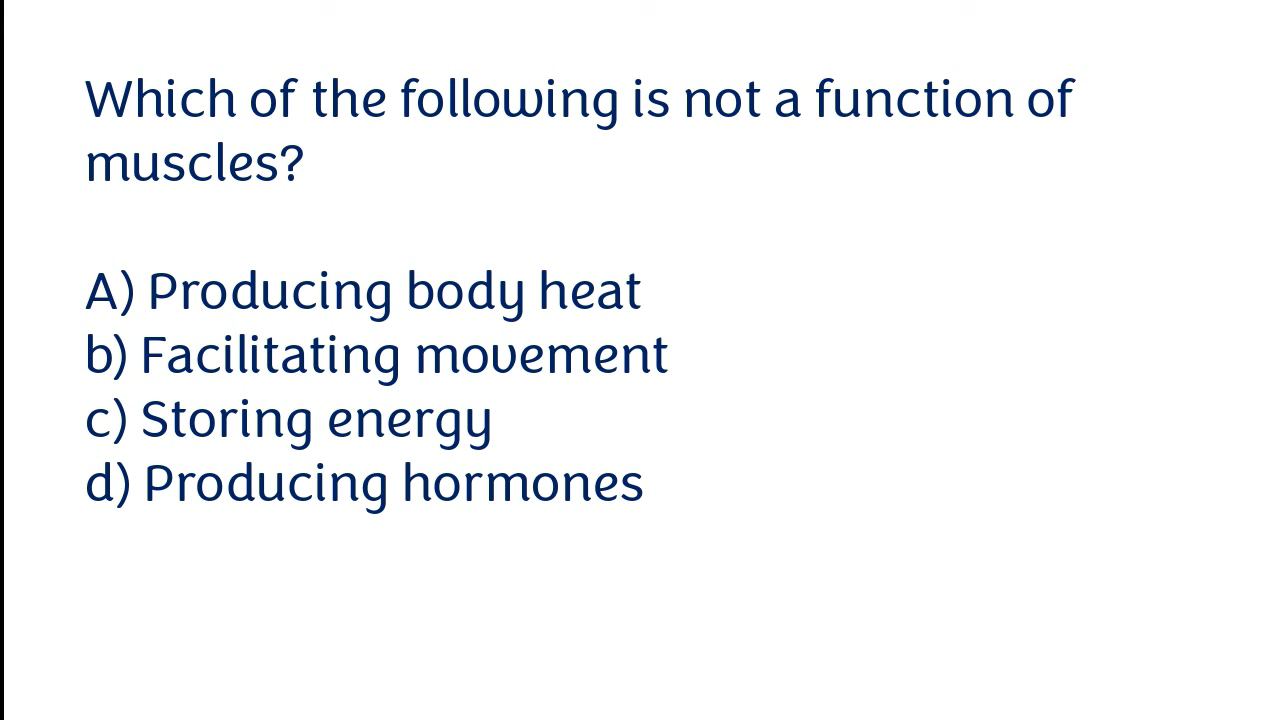 Which of the following is not a function of
muscles?
A) Producing body heat
b) Facilitating movement
c) Storing energy
d) Producing hormones